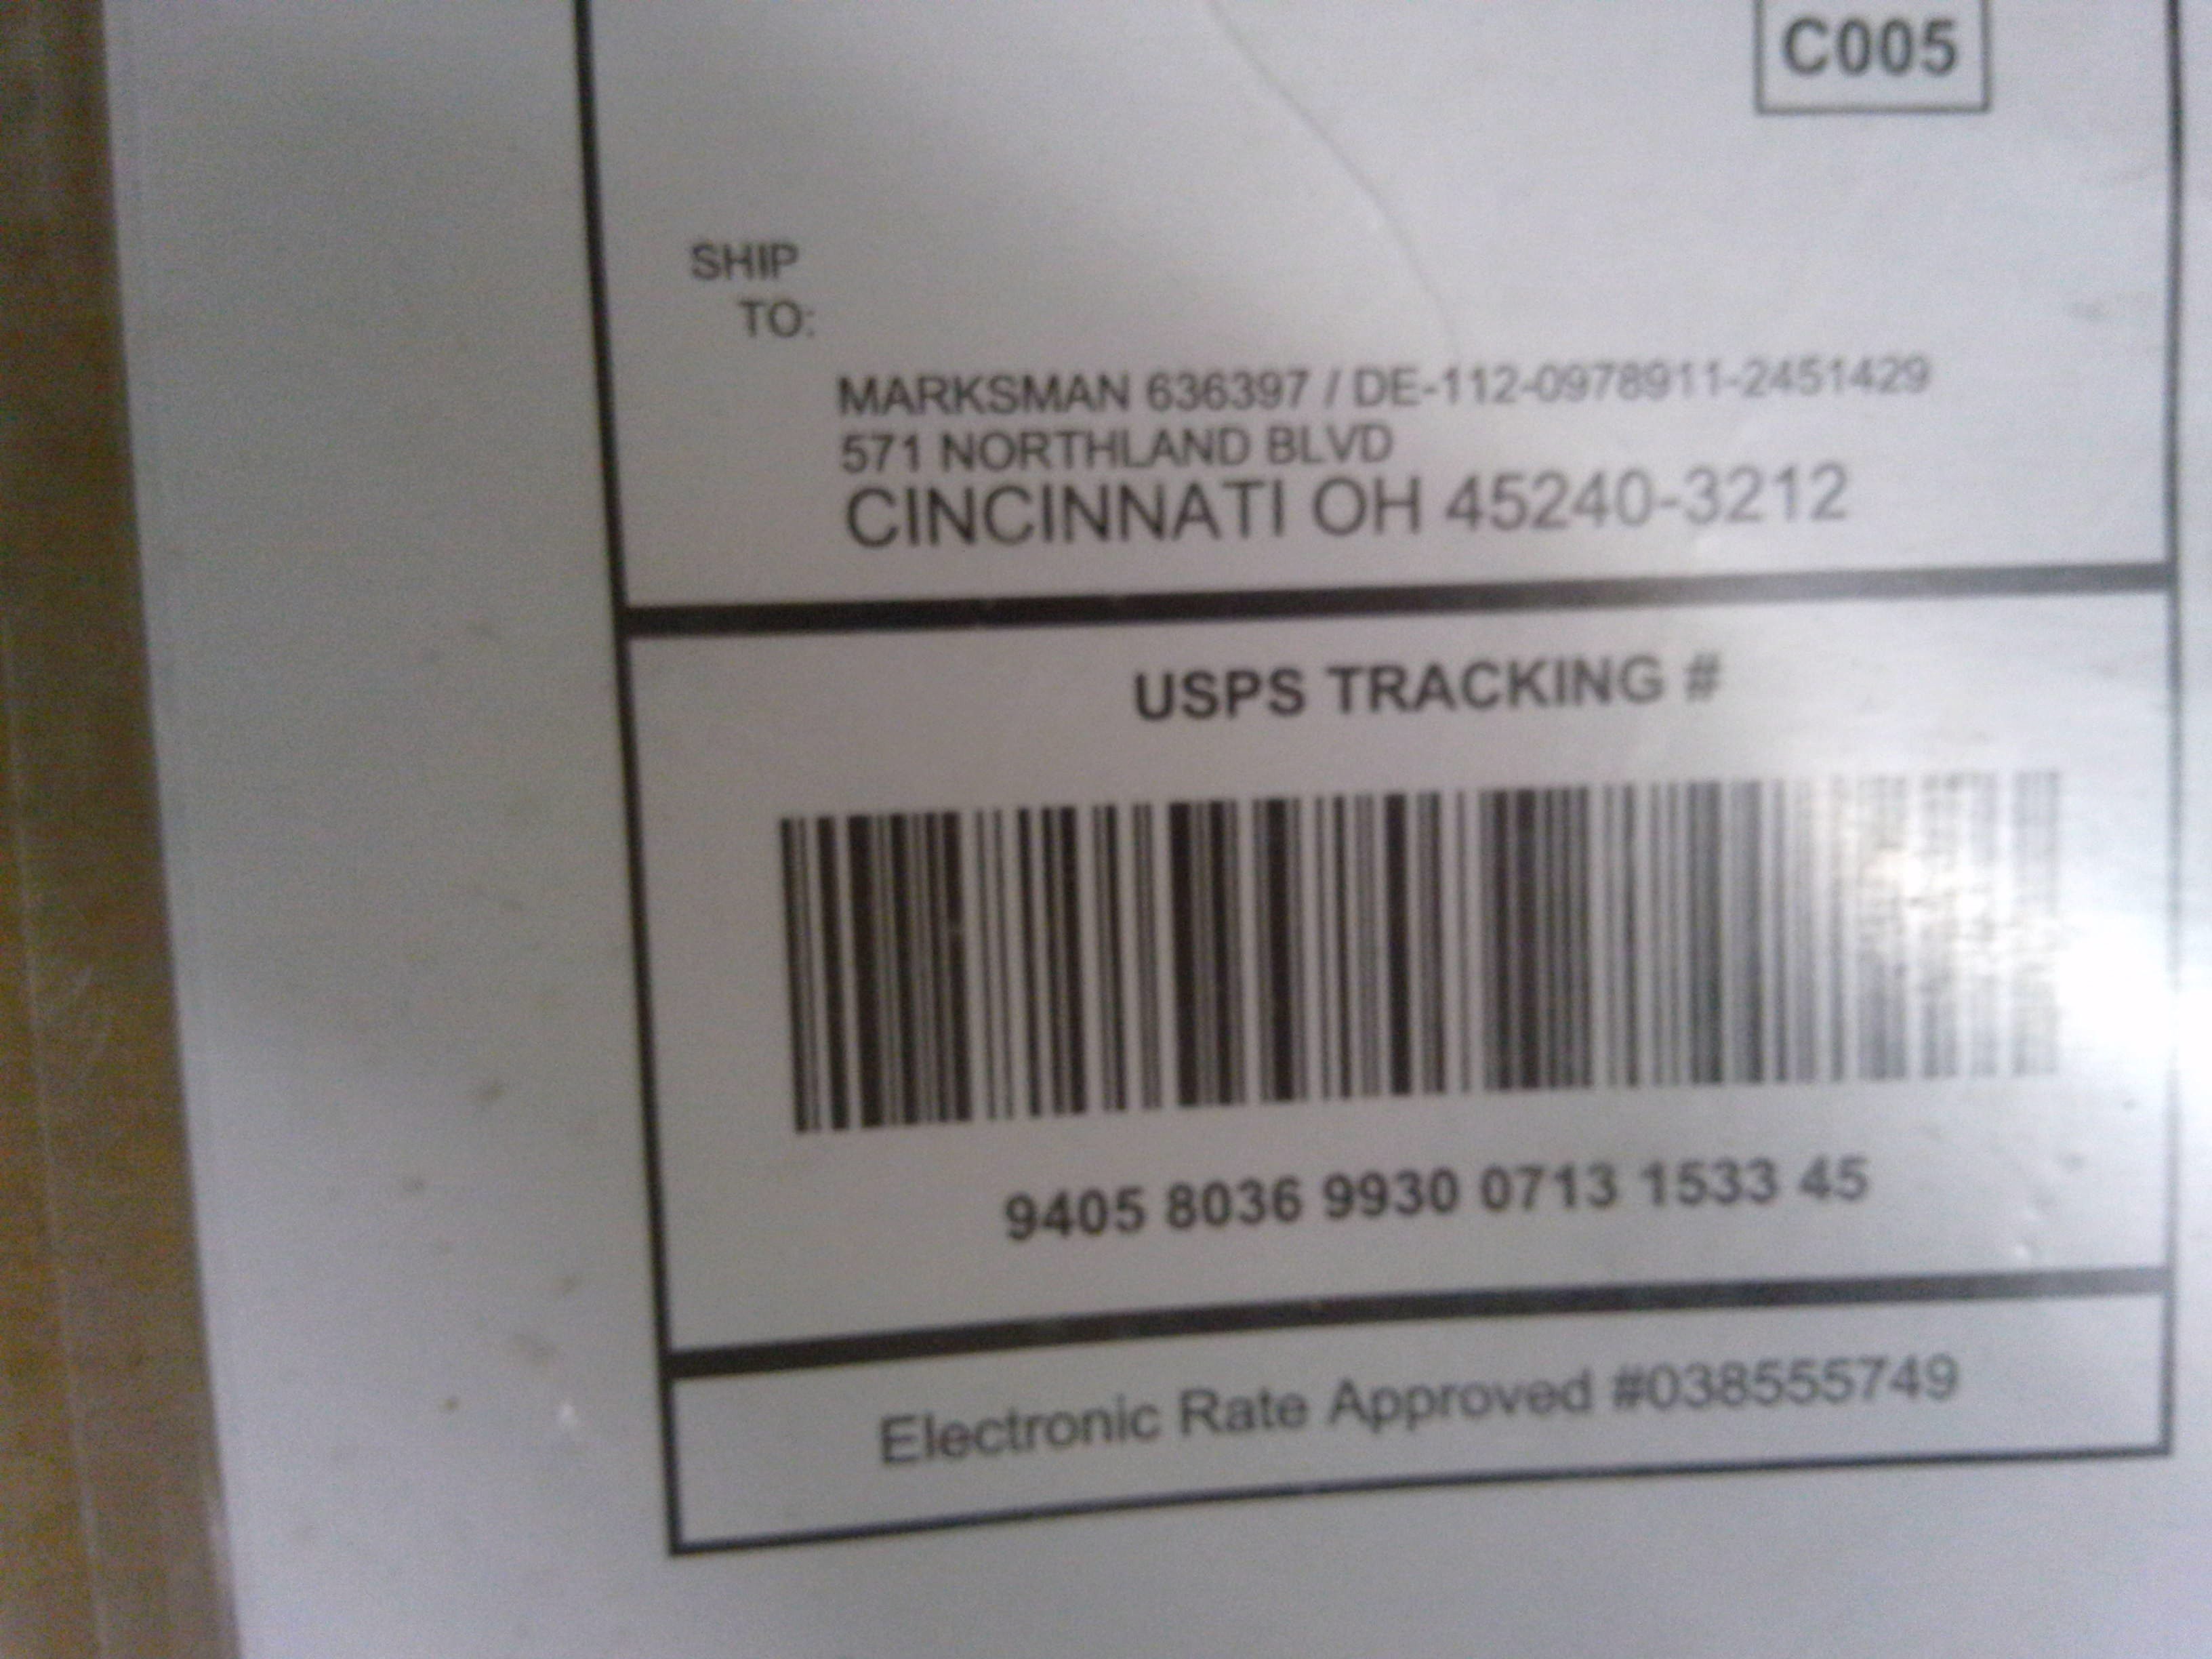 C005
SHIP
TO:
MARKSMAN 636397 / DE-112-0978911-2451429
571 NORTHLAND BLVD
CINCINNATI OH 45240-3212
USPS TRACKING #
9405 8036 9930 0713 1533 45
Electronic Rate Approved #038555749